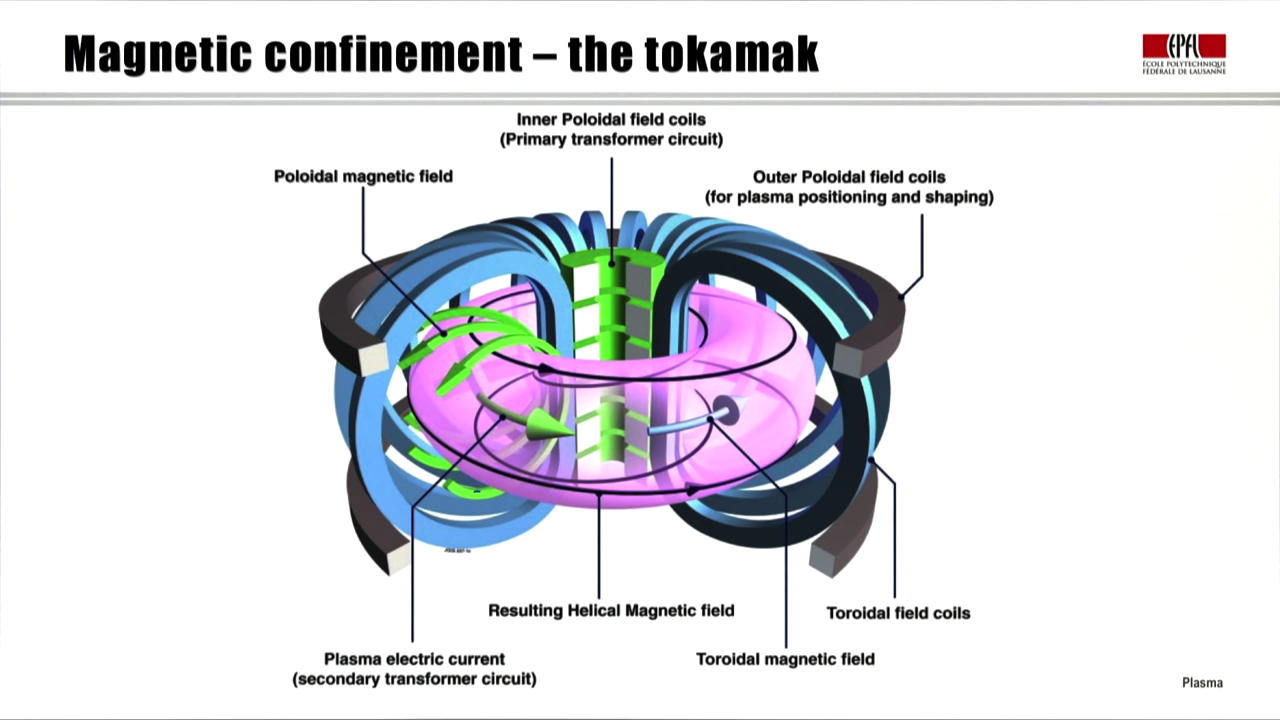 Magnetic confinement – the tokamak
EPFL
ÉCOLE POLYTECHNIQUE
FÉDÉRALE DE LAUSANNE
Inner Poloidal field coils
(Primary transformer circuit)
Poloidal magnetic field
Outer Poloidal field coils
(for plasma positioning and shaping)
Resulting Helical Magnetic field
Toroidal field coils
Plasma electric current
(secondary transformer circuit)
Toroidal magnetic field
Plasma